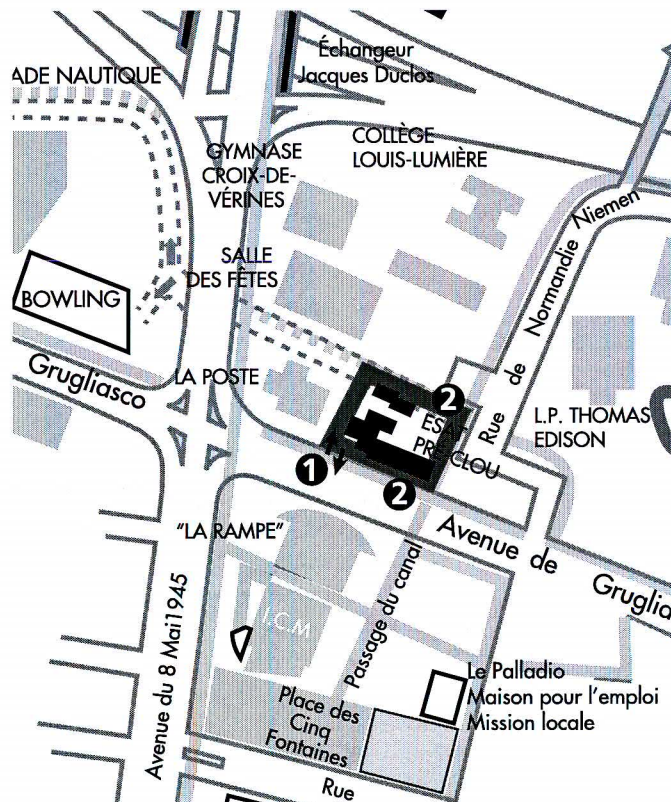 Échangeur
Jacques Duclos
ADE NAUTIQUE
COLLÈGE
LOUIS-LUMIÈRE
GYMNASE
CROIX-DE-
VÉRINES
Rue de Normandie Niemen
SALLE
DES FÊTES
BOWLING
Grugliasco
LA POSTE
2
ESAT
PRÉ CLOU
L.P. THOMAS
EDISON
1
2
"LA RAMPE"
Avenue de Gruglia
Passage du canal
Avenue du 8 Mai 1945
I.C.M
Le Palladio
Maison pour l'emploi
Mission locale
Place des
Cinq
Fontaines
Rue